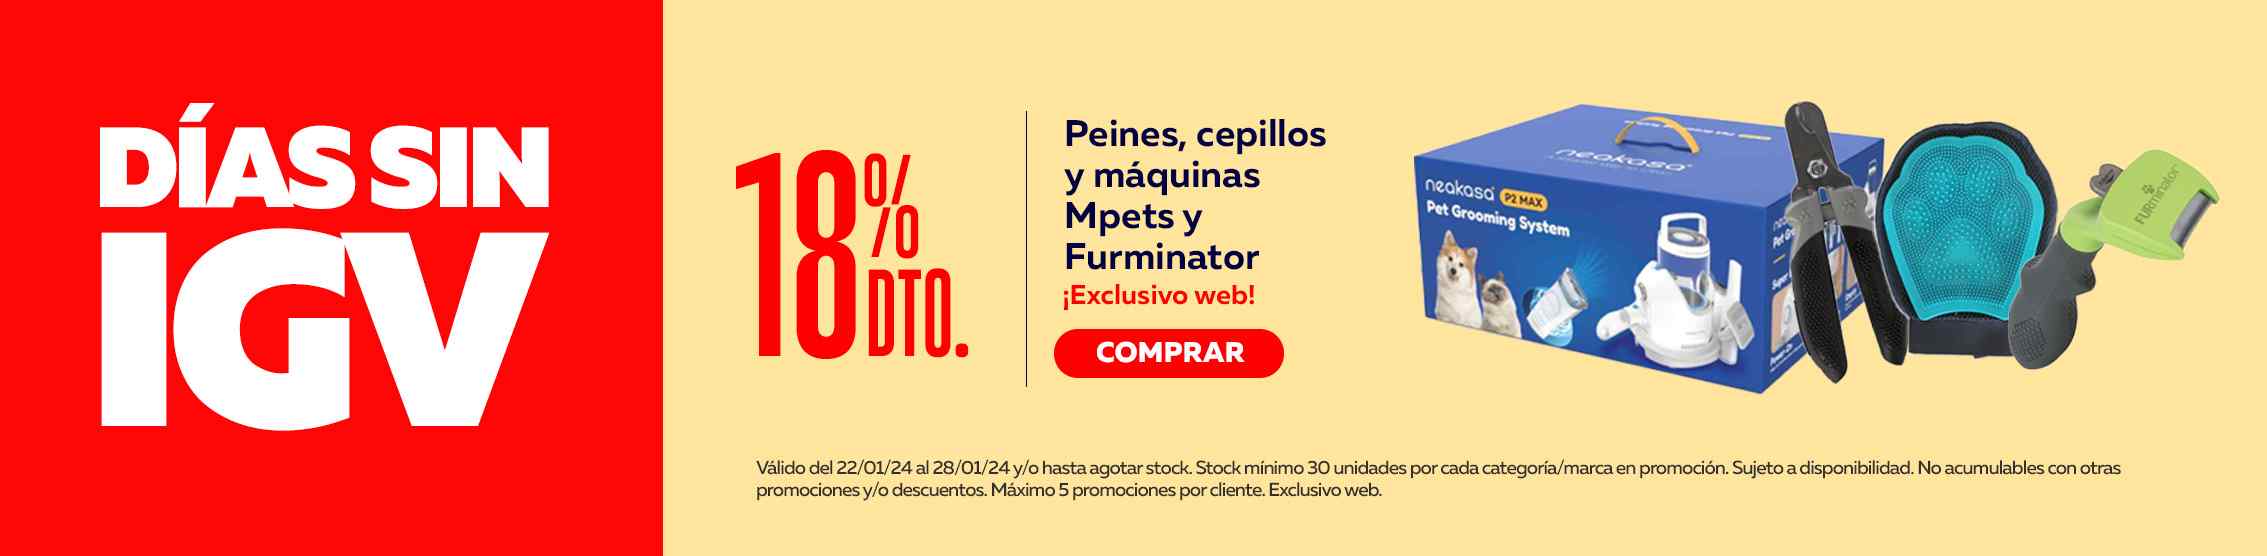 DÍAS SIN
IGV
18%
% DTO.
Peines, cepillos
y máquinas
Mpets y
Furminator
¡Exclusivo web!
COMPRAR
neakasa
neakasa P2 MAX
Pet Grooming System
FURminator
Válido del 22/01/24 al 28/01/24 y/o hasta agotar stock. Stock mínimo 30 unidades por cada categoría/marca en promoción. Sujeto a disponibilidad. No acumulables con otras
promociones y/o descuentos. Máximo 5 promociones por cliente. Exclusivo web.